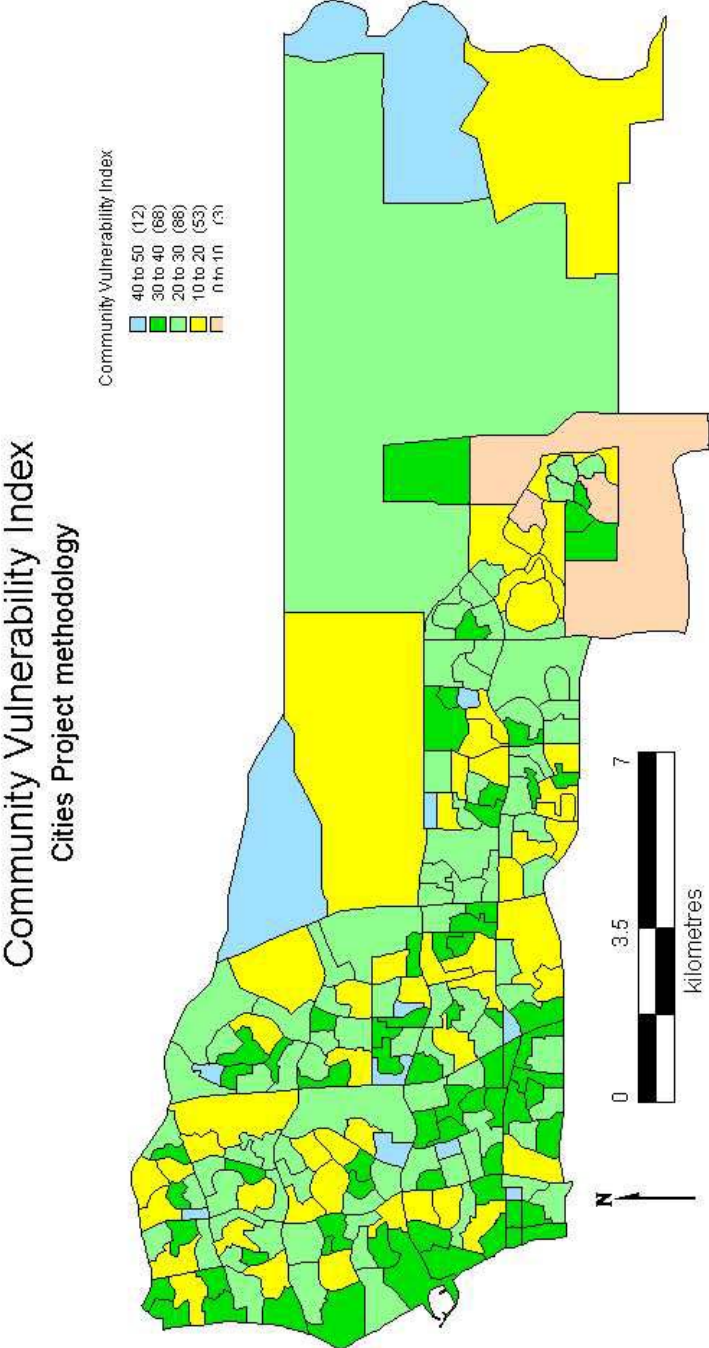 Community Vulnerability Index
Cities Project methodology
Community Vulnerability Index
40 to 50 (12)
30 to 40 (68)
20 to 30 (88)
10 to 20 (53)
0 to 10 (3)
N
0 3.5 7
kilometres